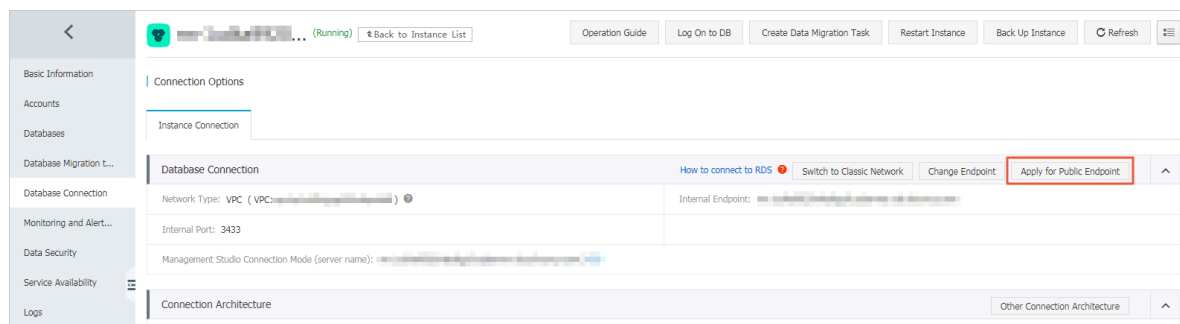 ... (Running) Back to Instance List Operation Guide Log On to DB Create Data Migration Task Restart Instance Back Up Instance Refresh
Basic Information
Connection Options
Accounts
Instance Connection
Databases
Database Migration t...
Database Connection How to connect to RDS ? Switch to Classic Network Change Endpoint Apply for Public Endpoint
Database Connection
Network Type: VPC ( VPC: ) ? Internal Endpoint:
Monitoring and Alert...
Internal Port: 3433
Data Security
Management Studio Connection Mode (server name):
Service Availability
Connection Architecture Other Connection Architecture
Logs